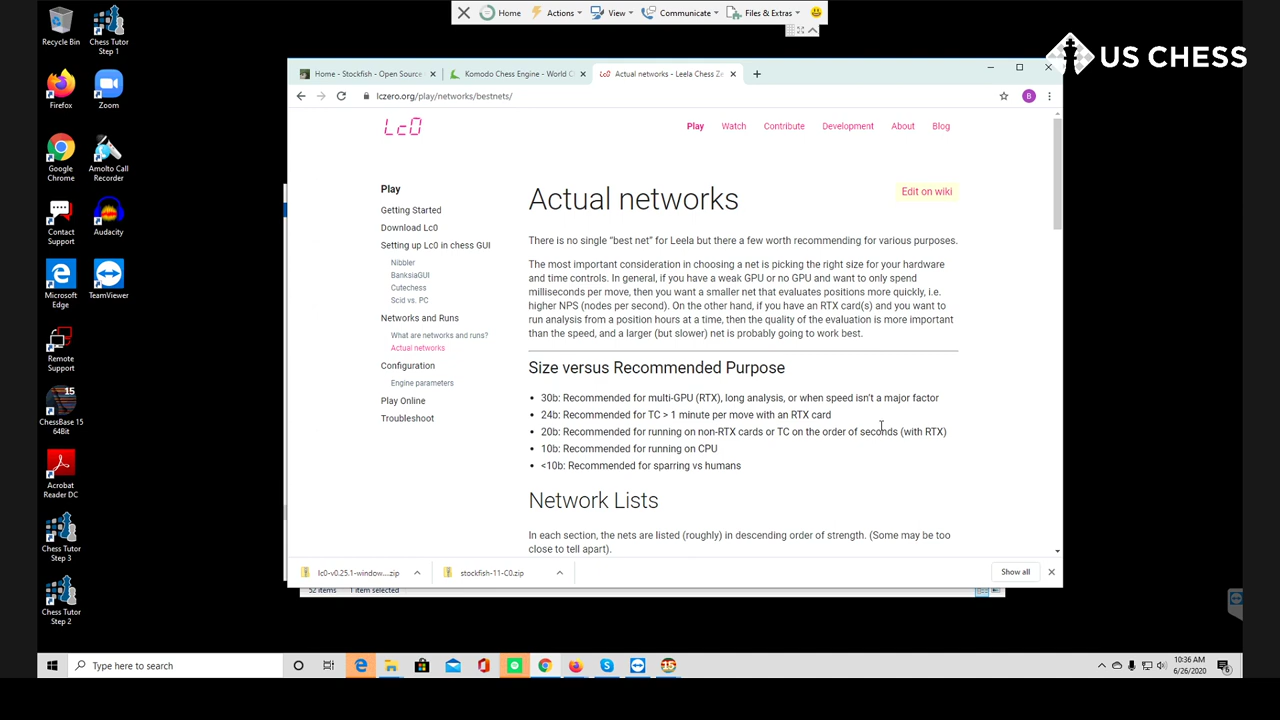 Home Actions View Communicate Files & Extras
US CHESS
Recycle Bin
Chess Tutor Step 1
Firefox
Zoom
Google Chrome
Amolto Call Recorder
Contact Support
Audacity
Microsoft Edge
TeamViewer
Remote Support
ChessBase 15 64Bit
Acrobat Reader DC
Chess Tutor Step 3
Chess Tutor Step 2
Home - Stockfish - Open Source
Komodo Chess Engine - World C
Lc0 Actual networks - Leela Chess Ze
lczero.org/play/networks/bestnets/
B
Lc0
Play Watch Contribute Development About Blog
Play
Getting Started
Download Lc0
Setting up Lc0 in chess GUI
Nibbler
BanksiaGUI
Cutechess
Scid vs. PC
Networks and Runs
What are networks and runs?
Actual networks
Configuration
Engine parameters
Play Online
Troubleshoot
Actual networks
Edit on wiki
There is no single “best net” for Leela but there a few worth recommending for various purposes.
The most important consideration in choosing a net is picking the right size for your hardware
and time controls. In general, if you have a weak GPU or no GPU and want to only spend
milliseconds per move, then you want a smaller net that evaluates positions more quickly, i.e.
higher NPS (nodes per second). On the other hand, if you have an RTX card(s) and you want to
run analysis from a position hours at a time, then the quality of the evaluation is more important
than the speed, and a larger (but slower) net is probably going to work best.
Size versus Recommended Purpose
• 30b: Recommended for multi-GPU (RTX), long analysis, or when speed isn't a major factor
• 24b: Recommended for TC > 1 minute per move with an RTX card
• 20b: Recommended for running on non-RTX cards or TC on the order of seconds (with RTX)
• 10b: Recommended for running on CPU
• <10b: Recommended for sparring vs humans
Network Lists
In each section, the nets are listed (roughly) in descending order of strength. (Some may be too
close to tell apart).
lc0-v0.25.1-window....zip
stockfish-11-C0.zip
Show all
52 items 1 item selected
Type here to search
15
10:36 AM
6/26/2020
6